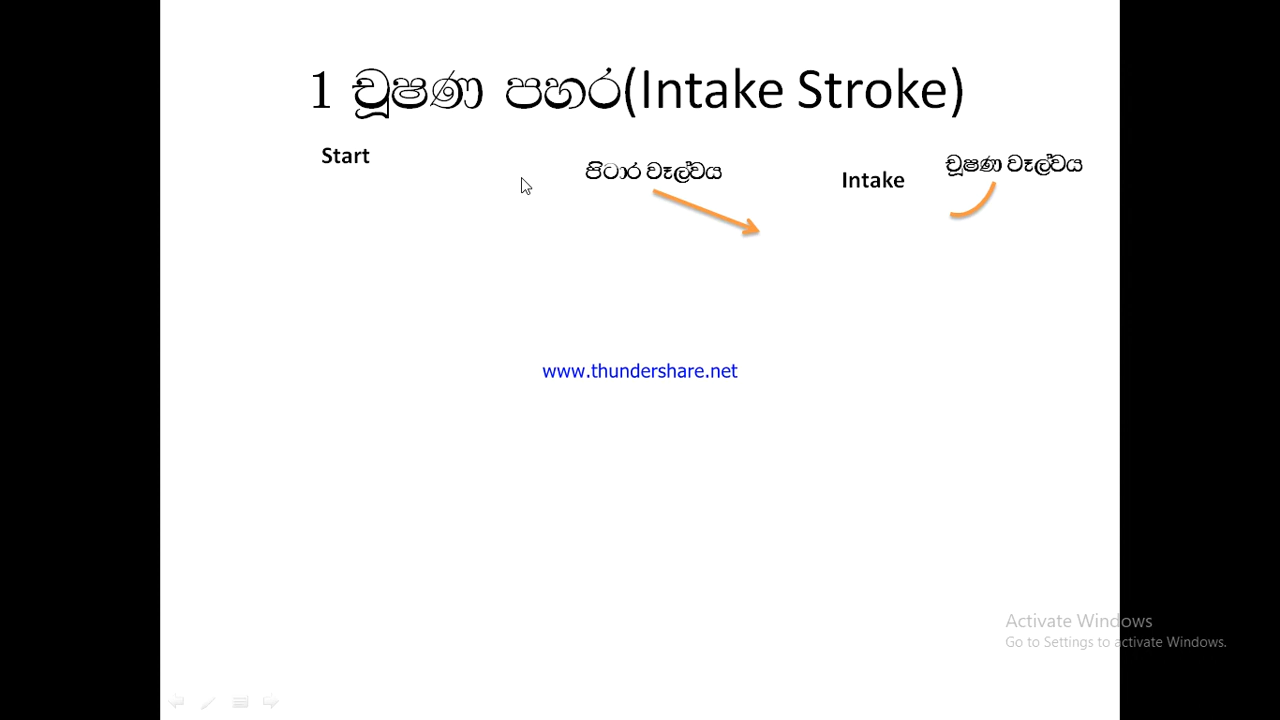 1 චූෂණ පහර(Intake Stroke)
Start
පිටාර වෑල්වය
Intake
චූෂණ වෑල්වය
www.thundershare.net
Activate Windows
Go to Settings to activate Windows.